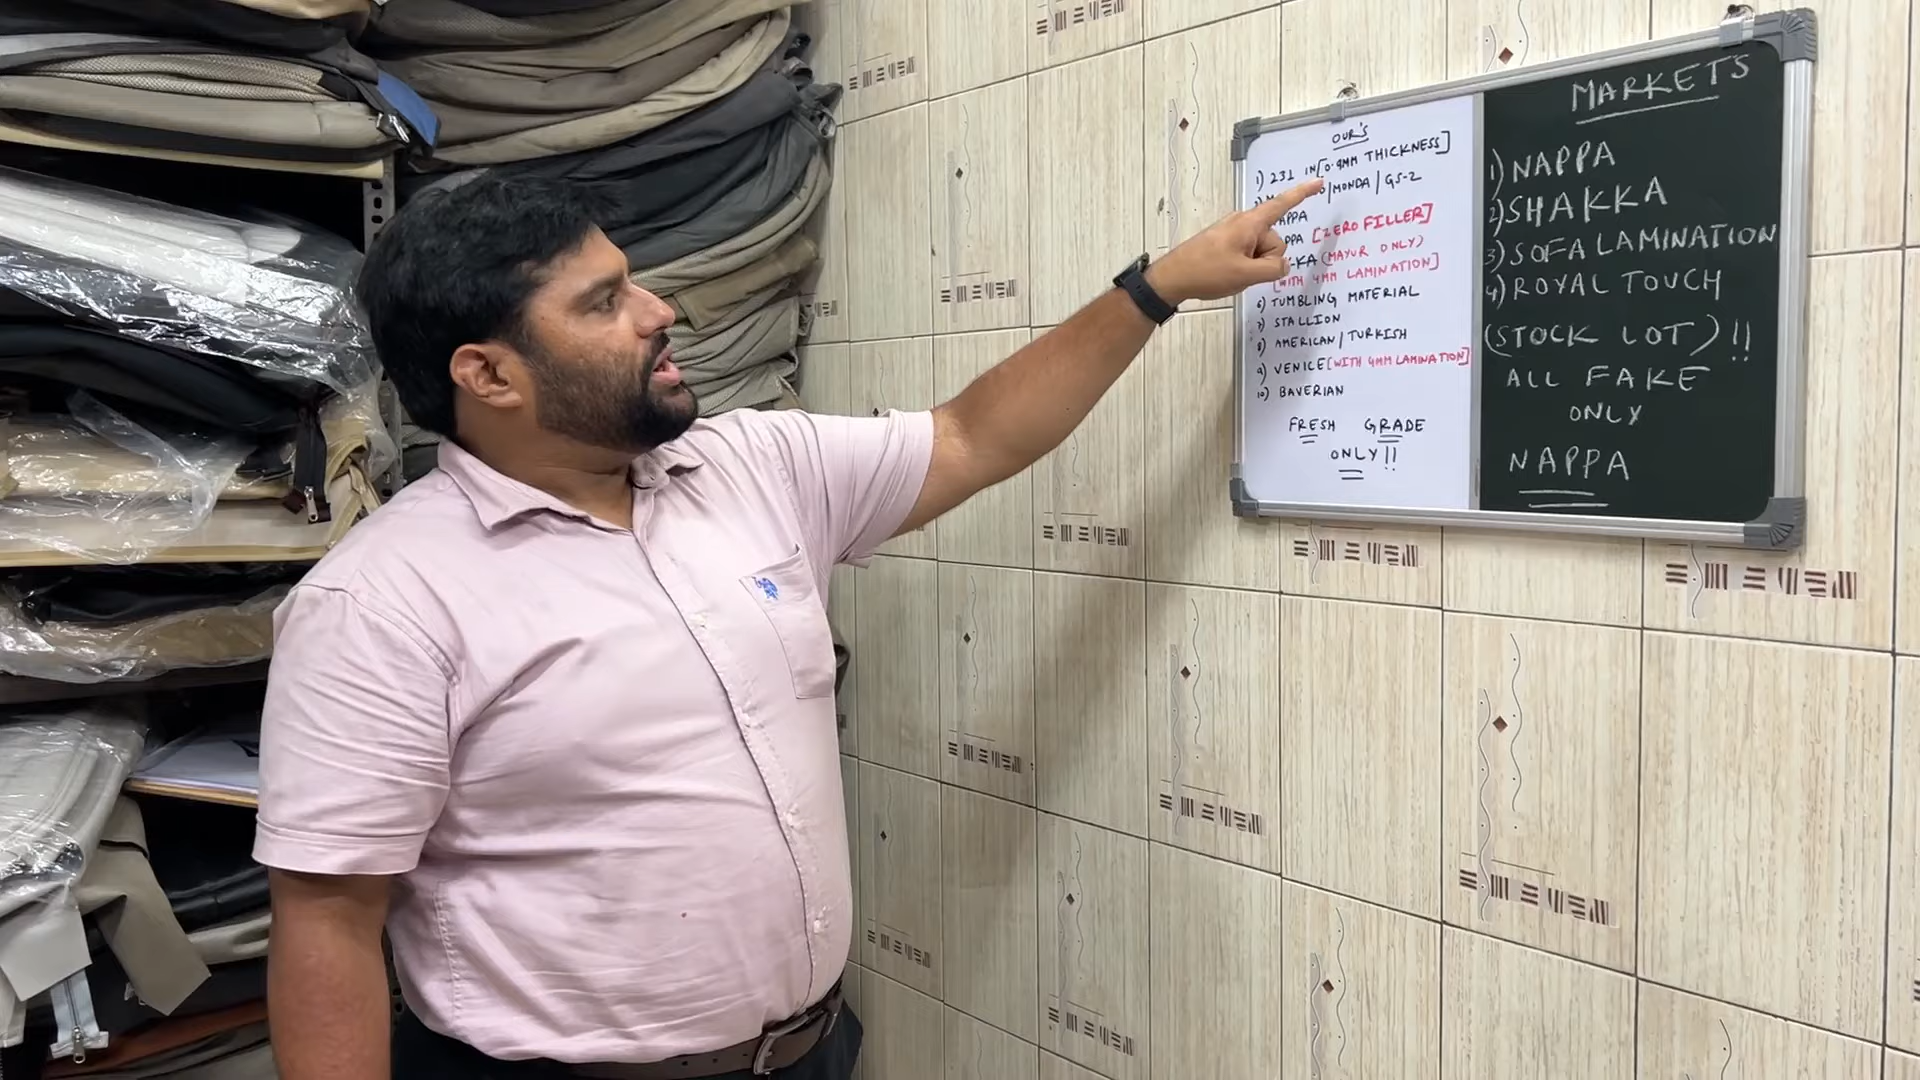 OUR'S
1) 231 IN [0.9MM THICKNESS]
/MONDA/GS-2
APPA
PPA [ZERO FILLER]
KKA (MAYUR ONLY)
[WITH 4MM LAMINATION]
6) TUMBLING MATERIAL
7) STALLION
8) AMERICAN/TURKISH
9) VENICE [WITH 4MM LAMINATION]
10) BAVERIAN
FRESH GRADE
ONLY!!
MARKETS
1) NAPPA
2) SHAKKA
3) SOFA LAMINATION
4) ROYAL TOUCH
(STOCK LOT)!!
ALL FAKE
ONLY
NAPPA